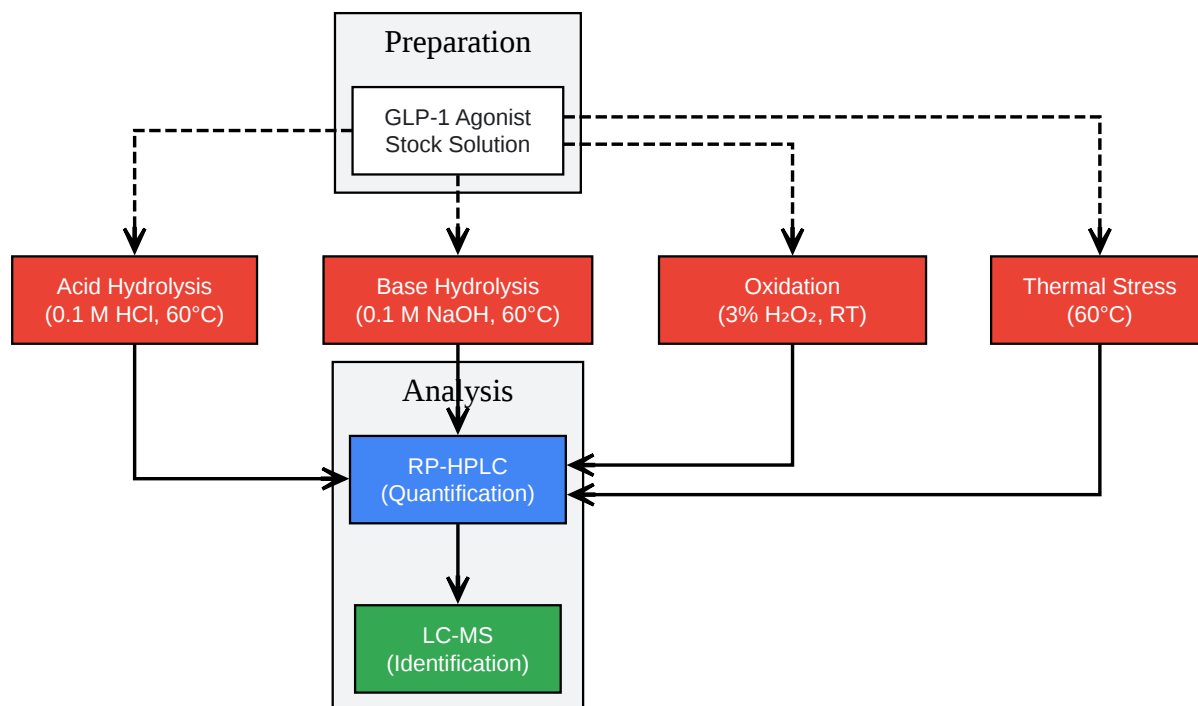 Preparation
GLP-1 Agonist
Stock Solution
Acid Hydrolysis
(0.1 M HCl, 60°C)
Base Hydrolysis
(0.1 M NaOH, 60°C)
Oxidation
(3% H₂O₂, RT)
Thermal Stress
(60°C)
Analysis
RP-HPLC
(Quantification)
LC-MS
(Identification)